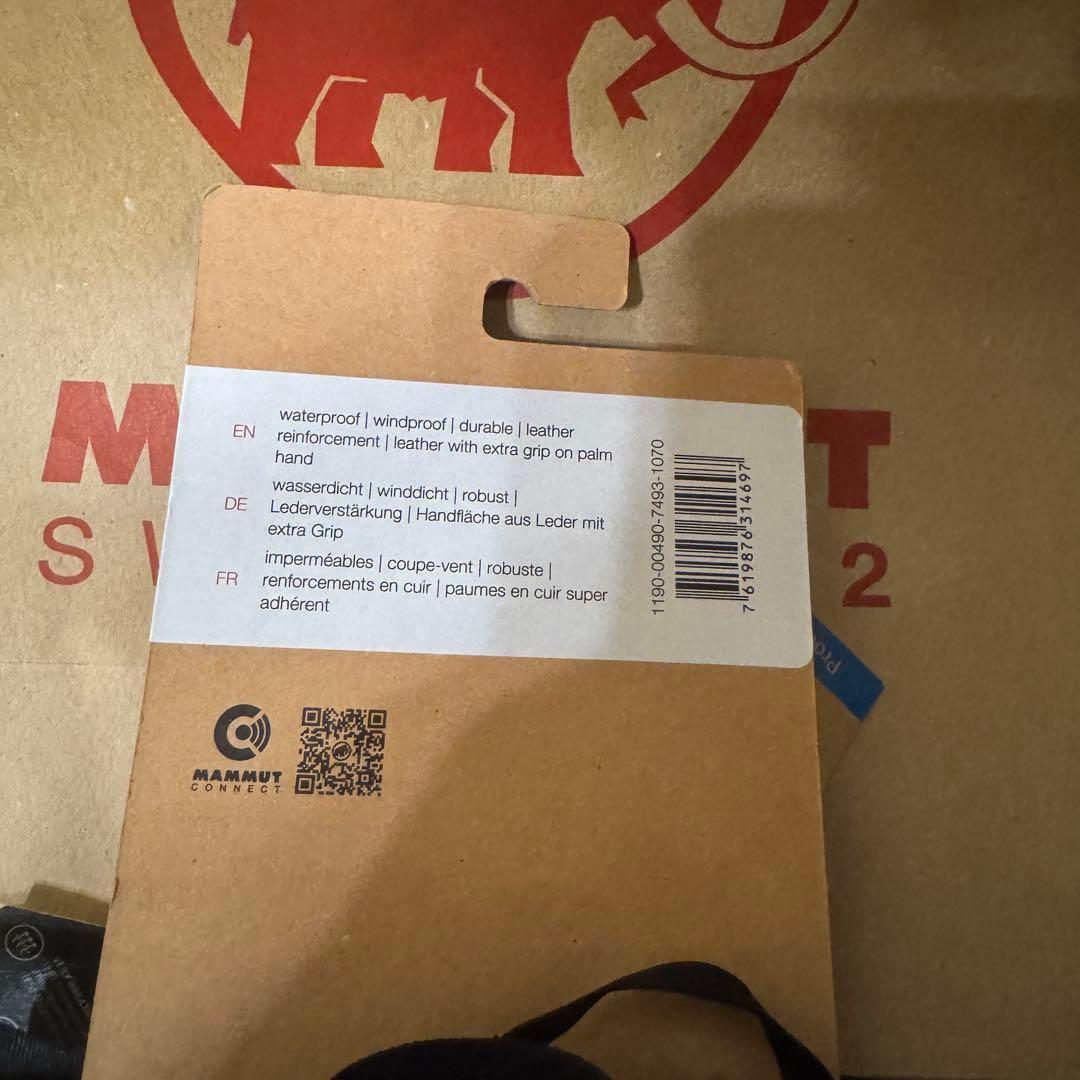 M T
S W 2
EN
waterproof | windproof | durable | leather
reinforcement | leather with extra grip on palm
hand
DE
wasserdicht | winddicht | robust |
Lederverstärkung | Handfläche aus Leder mit
extra Grip
FR
imperméables | coupe-vent | robuste |
renforcements en cuir | paumes en cuir super
adhérent
1190-00490-7493-1070
7 619876 314697
Pro
MAMMUT
CONNECT